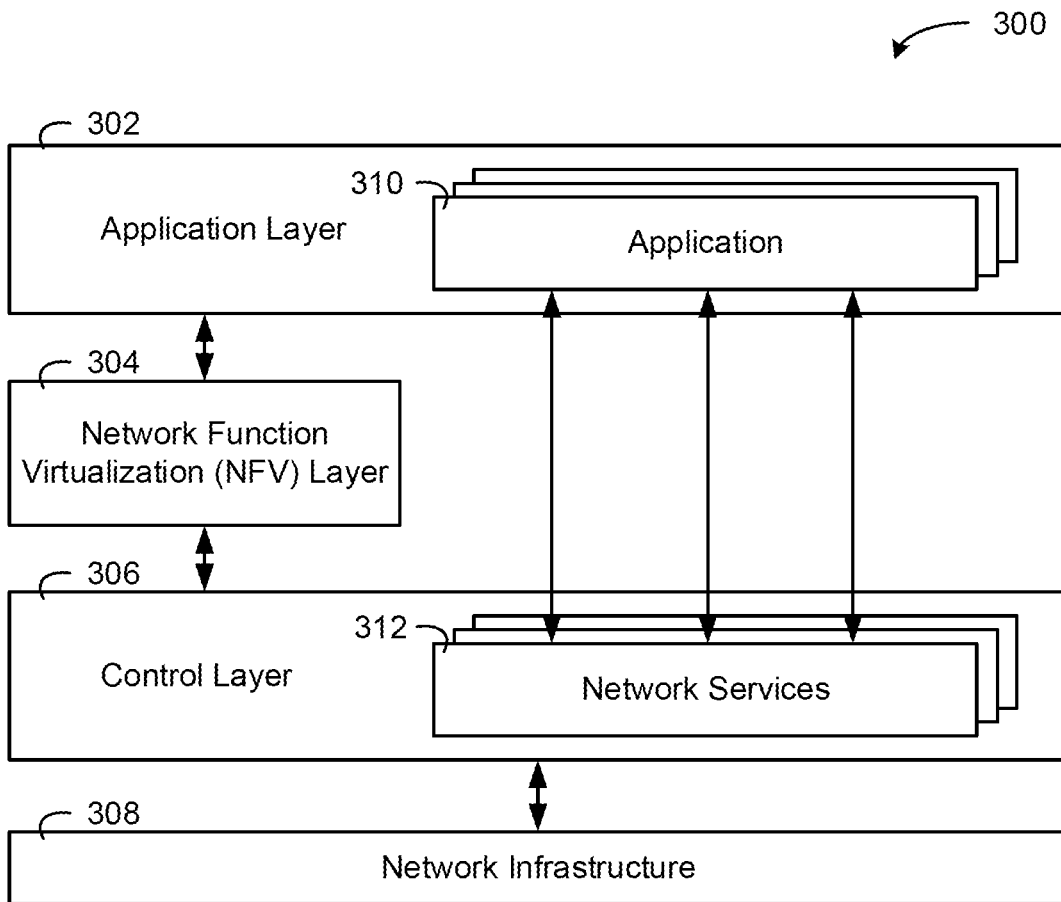 300
302
310
Application Layer
Application
304
Network Function
Virtualization (NFV) Layer
306
312
Control Layer
Network Services
308
Network Infrastructure